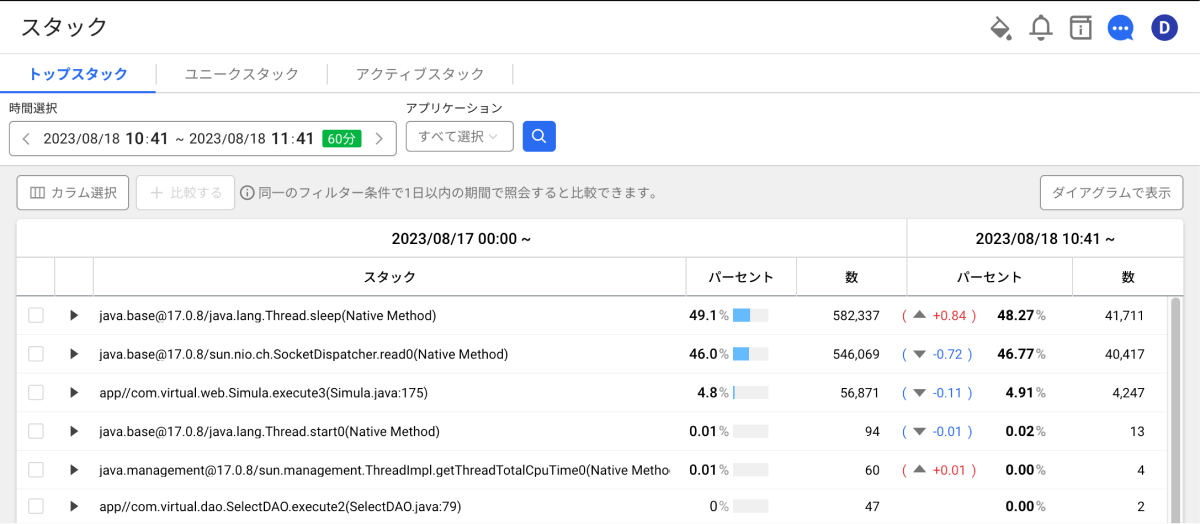 スタック
D
トップスタック ユニークスタック アクティブスタック
時間選択 アプリケーション
2023/08/18 10:41 ~ 2023/08/18 11:41 60分 すべて選択
カラム選択 + 比較する 同一のフィルター条件で1日以内の期間で照会すると比較できます。 ダイアグラムで表示
2023/08/17 00:00 ~ 2023/08/18 10:41 ~
スタック パーセント 数 パーセント 数
java.base@17.0.8/java.lang.Thread.sleep(Native Method) 49.1% 582,337 ( ▲ +0.84 ) 48.27% 41,711
java.base@17.0.8/sun.nio.ch.SocketDispatcher.read0(Native Method) 46.0% 546,069 ( ▼ -0.72 ) 46.77% 40,417
app//com.virtual.web.Simula.execute3(Simula.java:175) 4.8% 56,871 ( ▼ -0.11 ) 4.91% 4,247
java.base@17.0.8/java.lang.Thread.start0(Native Method) 0.01% 94 ( ▼ -0.01 ) 0.02% 13
java.management@17.0.8/sun.management.ThreadImpl.getThreadTotalCpuTime0(Native Metho 0.01% 60 ( ▲ +0.01 ) 0.00% 4
app//com.virtual.dao.SelectDAO.execute2(SelectDAO.java:79) 0% 47 0.00% 2